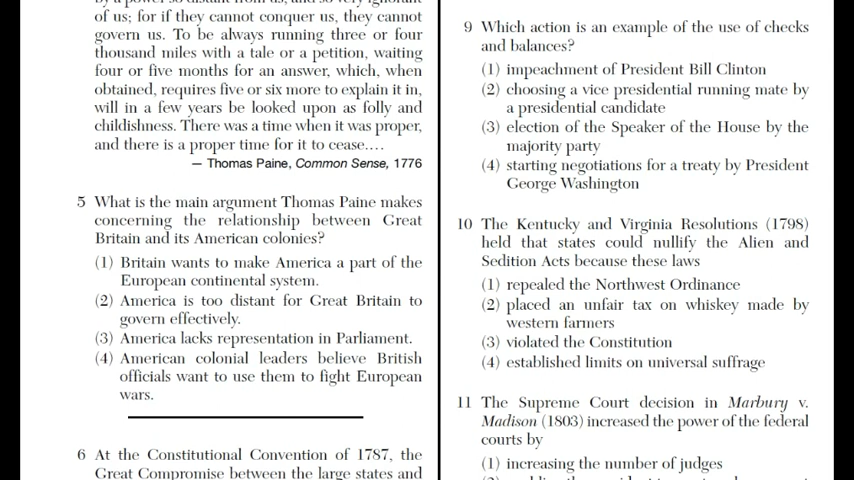 of us; for if they cannot conquer us, they cannot
govern us. To be always running three or four
thousand miles with a tale or a petition, waiting
four or five months for an answer, which, when
obtained, requires five or six more to explain it in,
will in a few years be looked upon as folly and
childishness. There was a time when it was proper,
and there is a proper time for it to cease.…
— Thomas Paine, Common Sense, 1776
5 What is the main argument Thomas Paine makes
concerning the relationship between Great
Britain and its American colonies?
(1) Britain wants to make America a part of the
European continental system.
(2) America is too distant for Great Britain to
govern effectively.
(3) America lacks representation in Parliament.
(4) American colonial leaders believe British
officials want to use them to fight European
wars.
6 At the Constitutional Convention of 1787, the
Great Compromise between the large states and
9 Which action is an example of the use of checks
and balances?
(1) impeachment of President Bill Clinton
(2) choosing a vice presidential running mate by
a presidential candidate
(3) election of the Speaker of the House by the
majority party
(4) starting negotiations for a treaty by President
George Washington
10 The Kentucky and Virginia Resolutions (1798)
held that states could nullify the Alien and
Sedition Acts because these laws
(1) repealed the Northwest Ordinance
(2) placed an unfair tax on whiskey made by
western farmers
(3) violated the Constitution
(4) established limits on universal suffrage
11 The Supreme Court decision in Marbury v.
Madison (1803) increased the power of the federal
courts by
(1) increasing the number of judges